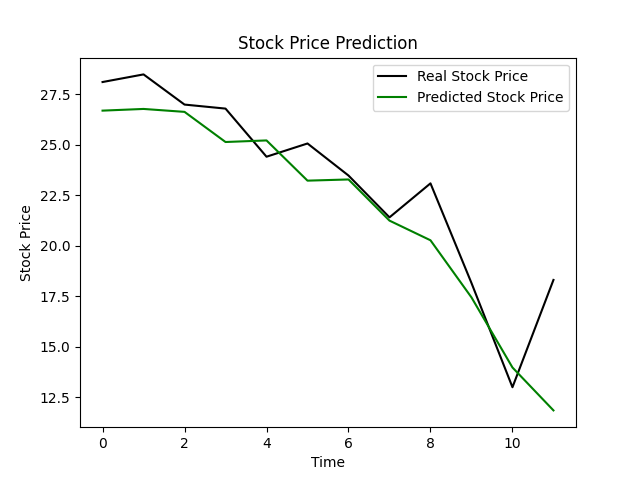 Stock Price Prediction
Real Stock Price
Predicted Stock Price
27.5
25.0
22.5
20.0
17.5
15.0
12.5
Stock Price
0 2 4 6 8 10
Time